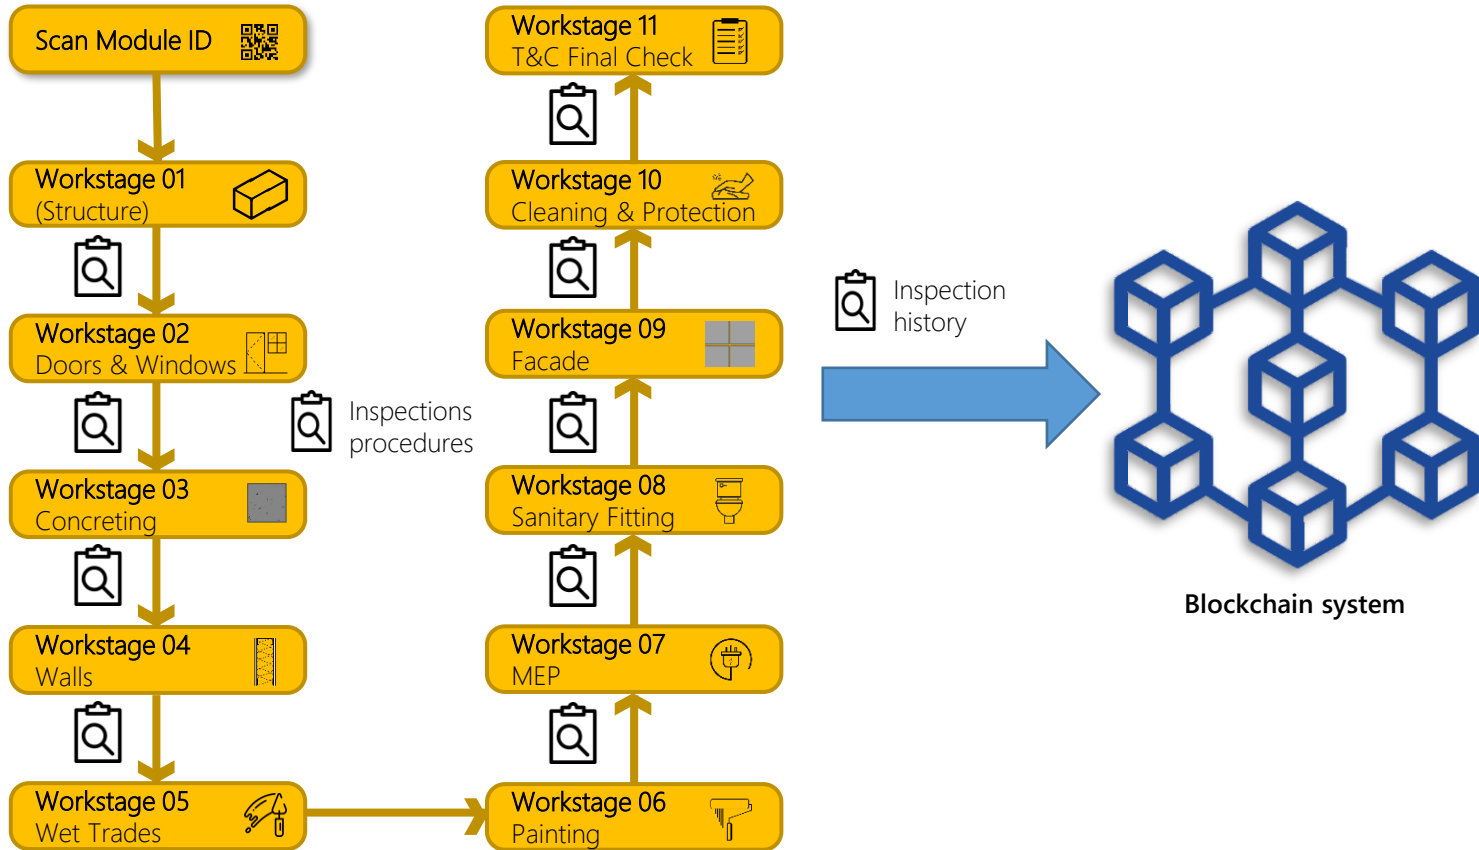 Scan Module ID
Workstage 01
(Structure)
Workstage 02
Doors & Windows
Workstage 03
Concreting
Workstage 04
Walls
Workstage 05
Wet Trades
Inspections
procedures
Workstage 11
T&C Final Check
Workstage 10
Cleaning & Protection
Workstage 09
Facade
Workstage 08
Sanitary Fitting
Workstage 07
MEP
Workstage 06
Painting
Inspection
history
Blockchain system